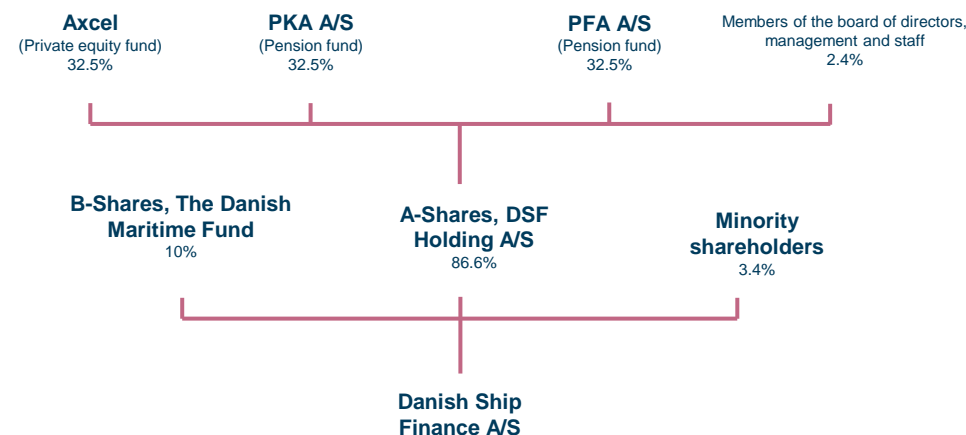 Axcel
(Private equity fund)
32.5%
PKA A/S
(Pension fund)
32.5%
PFA A/S
(Pension fund)
32.5%
Members of the board of directors,
management and staff
2.4%
B-Shares, The Danish
Maritime Fund
10%
A-Shares, DSF
Holding A/S
86.6%
Minority
shareholders
3.4%
Danish Ship
Finance A/S